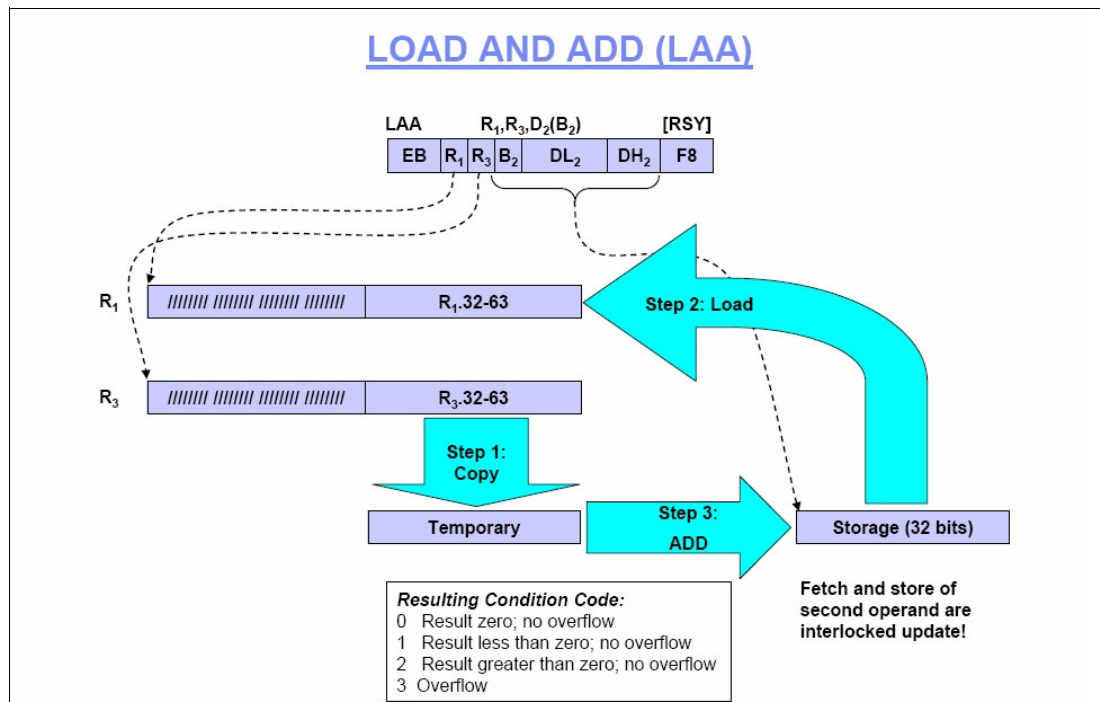 LOAD AND ADD (LAA)
LAA R₁,R₃,D₂(B₂) [RSY]
EB R₁ R₃ B₂ DL₂ DH₂ F8
R₁ //////// //////// //////// //////// R₁.32-63
Step 2: Load
R₃ //////// //////// //////// //////// R₃.32-63
Step 1:
Copy
Temporary
Step 3:
ADD
Storage (32 bits)
Resulting Condition Code:
0 Result zero; no overflow
1 Result less than zero; no overflow
2 Result greater than zero; no overflow
3 Overflow
Fetch and store of
second operand are
interlocked update!